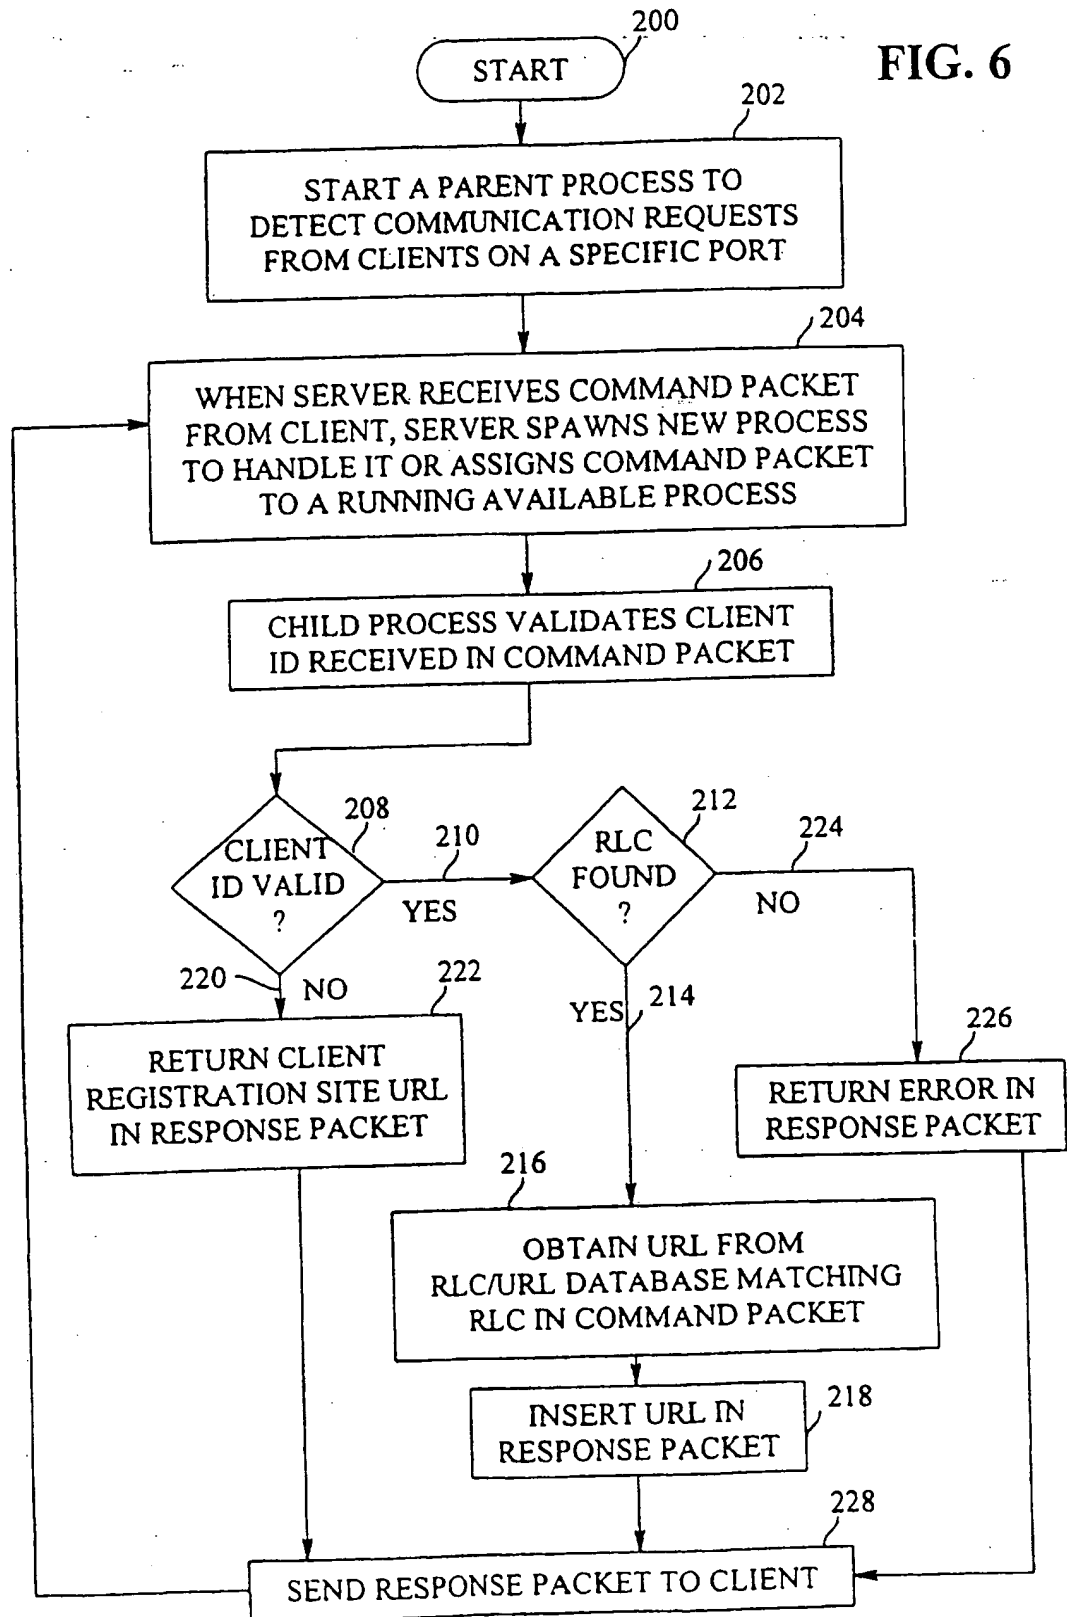 200
START
FIG. 6
202
START A PARENT PROCESS TO
DETECT COMMUNICATION REQUESTS
FROM CLIENTS ON A SPECIFIC PORT
204
WHEN SERVER RECEIVES COMMAND PACKET
FROM CLIENT, SERVER SPAWNS NEW PROCESS
TO HANDLE IT OR ASSIGNS COMMAND PACKET
TO A RUNNING AVAILABLE PROCESS
206
CHILD PROCESS VALIDATES CLIENT
ID RECEIVED IN COMMAND PACKET
208
CLIENT
ID VALID
?
210
YES
212
RLC
FOUND
?
224
NO
220
NO
222
RETURN CLIENT
REGISTRATION SITE URL
IN RESPONSE PACKET
YES
214
226
RETURN ERROR IN
RESPONSE PACKET
216
OBTAIN URL FROM
RLC/URL DATABASE MATCHING
RLC IN COMMAND PACKET
INSERT URL IN
RESPONSE PACKET
218
228
SEND RESPONSE PACKET TO CLIENT